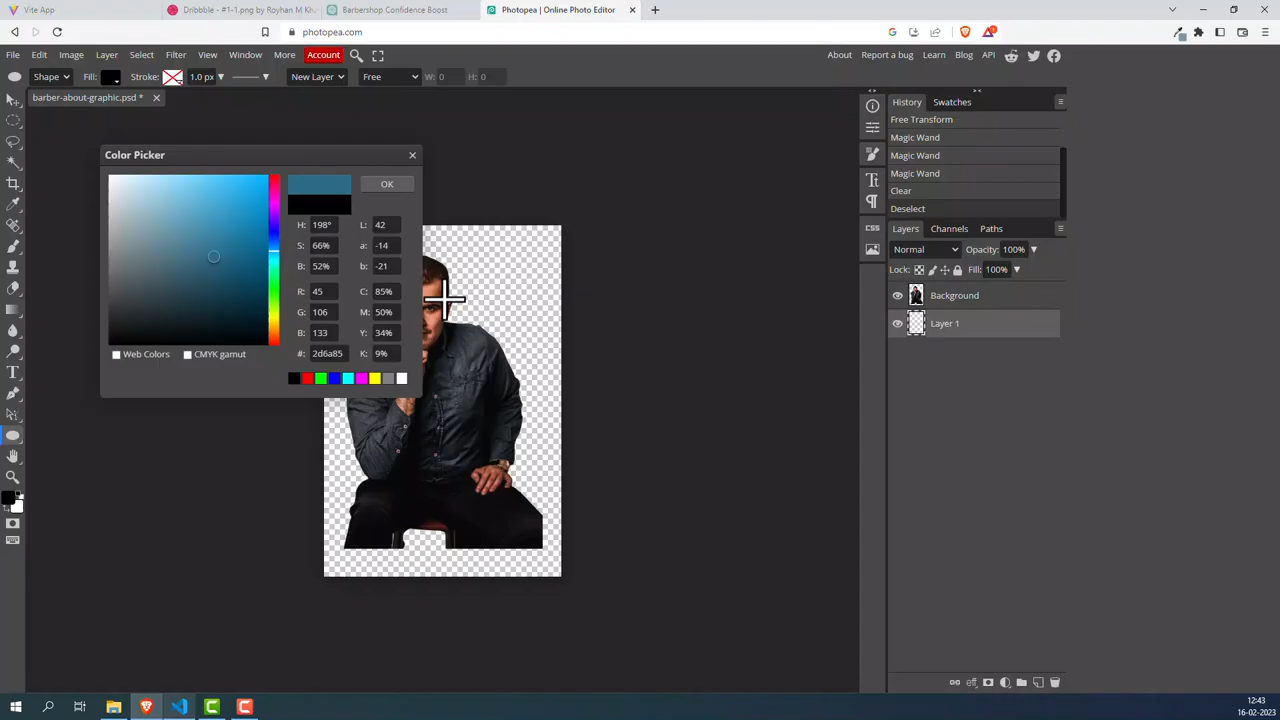 Vite App
Dribbble - #1-1.png by Royhan M Kh
Barbershop Confidence Boost
Photopea | Online Photo Editor
photopea.com
File Edit Image Layer Select Filter View Window More Account
About Report a bug Learn Blog API
Shape Fill: Stroke: 1.0 px New Layer Free W: 0 H: 0
barber-about-graphic.psd *
Color Picker
OK
H: 198° L: 42
S: 66% a: -14
B: 52% b: -21
R: 45 C: 85%
G: 106 M: 50%
B: 133 Y: 34%
#: 2d6a85 K: 9%
Web Colors CMYK gamut
History Swatches
Free Transform
Magic Wand
Magic Wand
Magic Wand
Clear
Deselect
CSS
Layers Channels Paths
Normal Opacity: 100%
Lock: Fill: 100%
Background
Layer 1
eff
12:43
16-02-2023